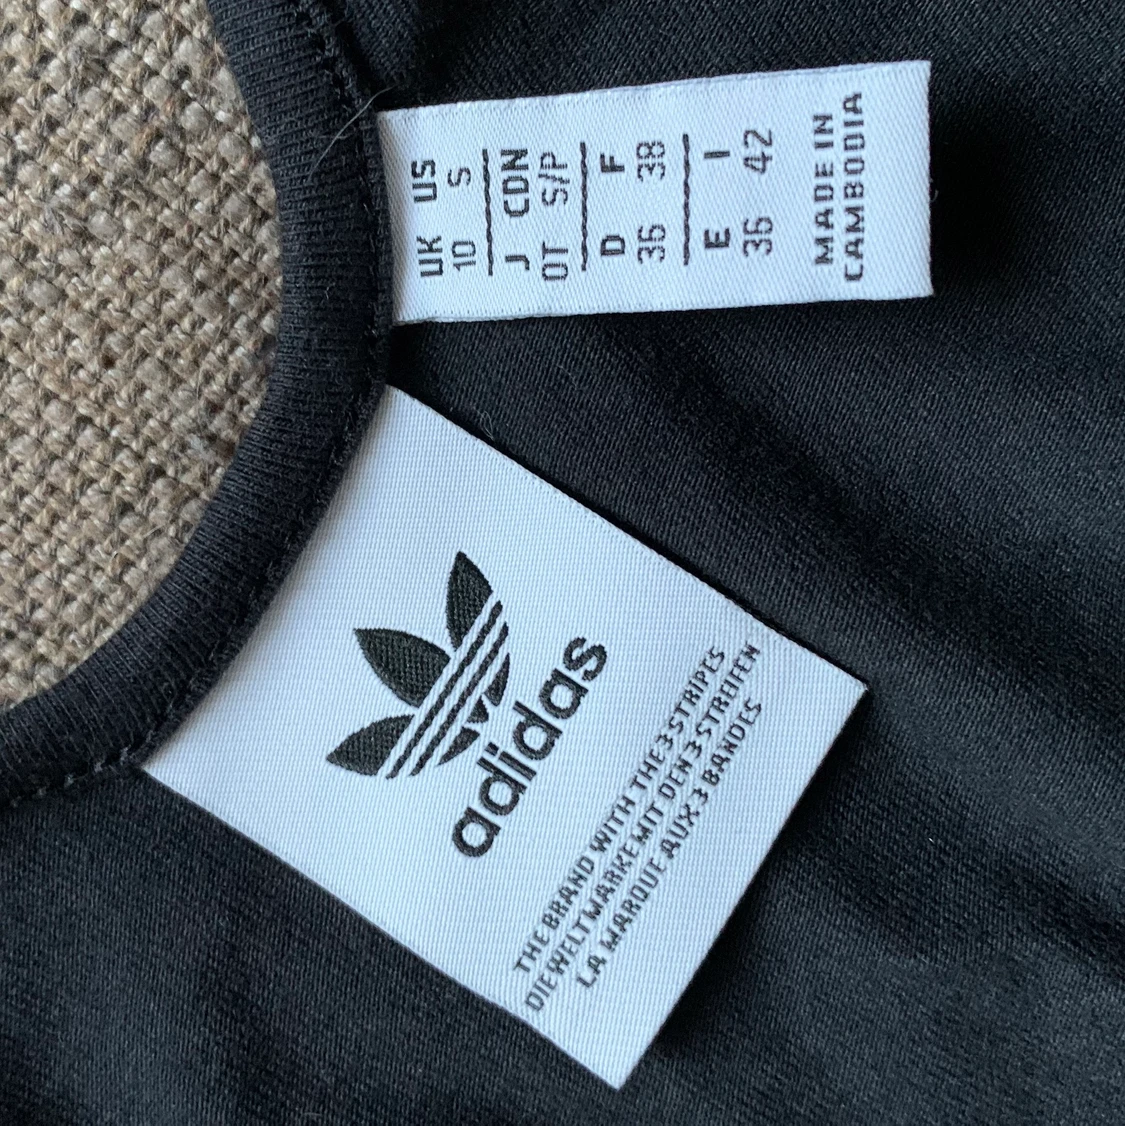 UK US
10 S
J CDN
OT S/P
D F
36 38
E I
36 42
MADE IN
CAMBODIA
adidas
THE BRAND WITH THE 3 STRIPES
DIE WELTMARKE MIT DEN 3 STREIFEN
LA MARQUE AUX 3 BANDES